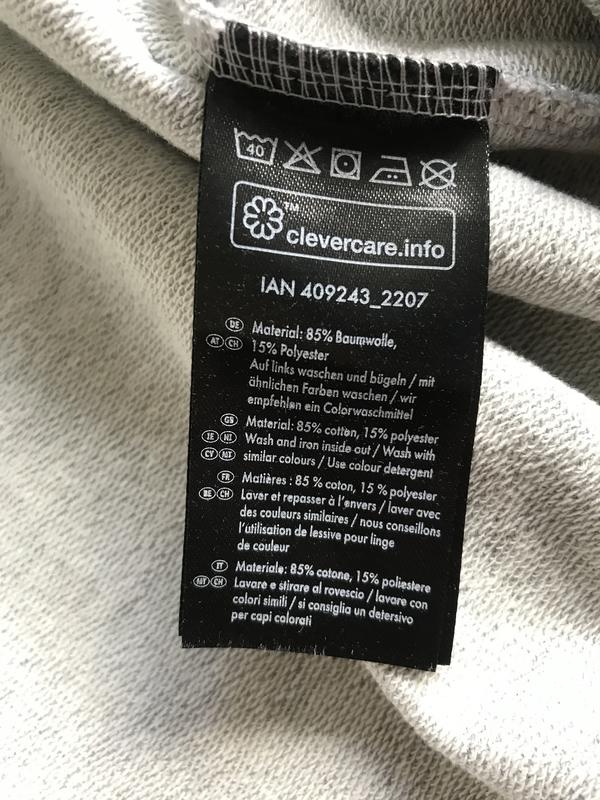 40
TM
clevercare.info
IAN 409243_2207
DE Material: 85% Baumwolle,
AT CH 15% Polyester
Auf links waschen und bügeln / mit
ähnlichen Farben waschen / wir
empfehlen ein Colorwaschmittel
GB Material: 85% cotton, 15% polyester
IE NI Wash and iron inside out / Wash with
CY MT similar colours / Use colour detergent
FR Matières : 85 % coton, 15 % polyester
BE CH Laver et repasser à l'envers / laver avec
des couleurs similaires / nous conseillons
l'utilisation de lessive pour linge
de couleur
IT Materiale: 85% cotone, 15% poliestere
MT CH Lavare e stirare al rovescio / lavare con
colori simili / si consiglia un detersivo
per capi colorati